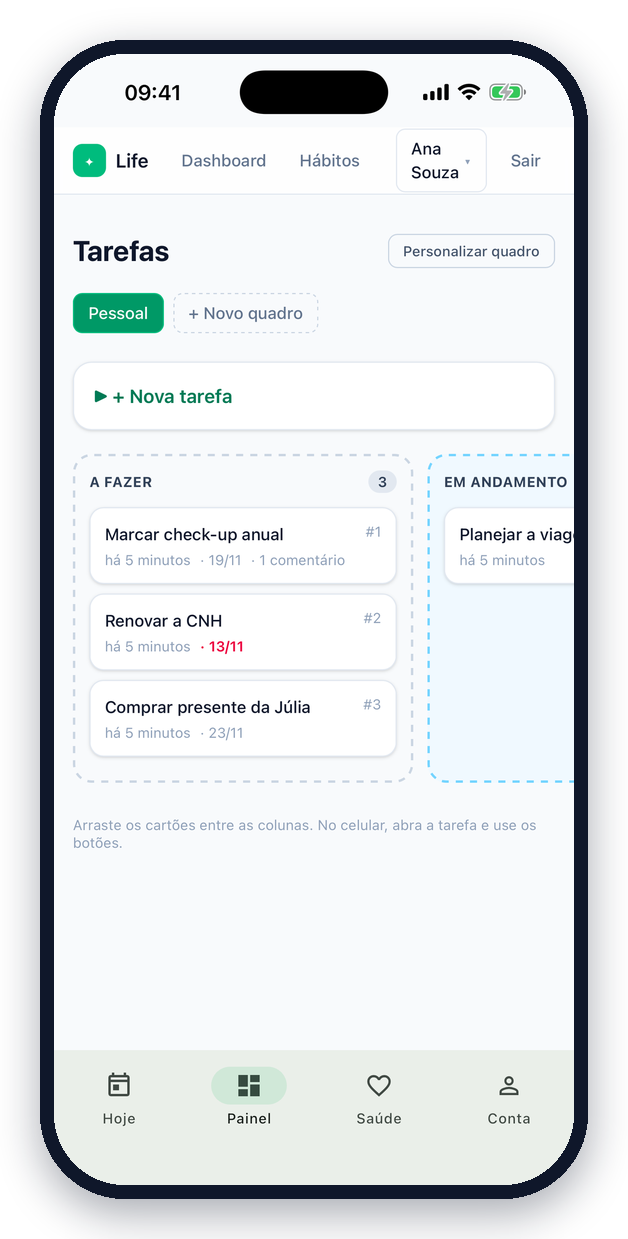 09:41
Life
Dashboard
Hábitos
Ana
Souza
Sair
Tarefas
Personalizar quadro
Pessoal
+ Novo quadro
+ Nova tarefa
A FAZER
3
Marcar check-up anual
#1
há 5 minutos · 19/11 · 1 comentário
Renovar a CNH
#2
há 5 minutos · 13/11
Comprar presente da Júlia
#3
há 5 minutos · 23/11
EM ANDAMENTO
Planejar a viag
há 5 minutos
Arraste os cartões entre as colunas. No celular, abra a tarefa e use os
botões.
Hoje
Painel
Saúde
Conta